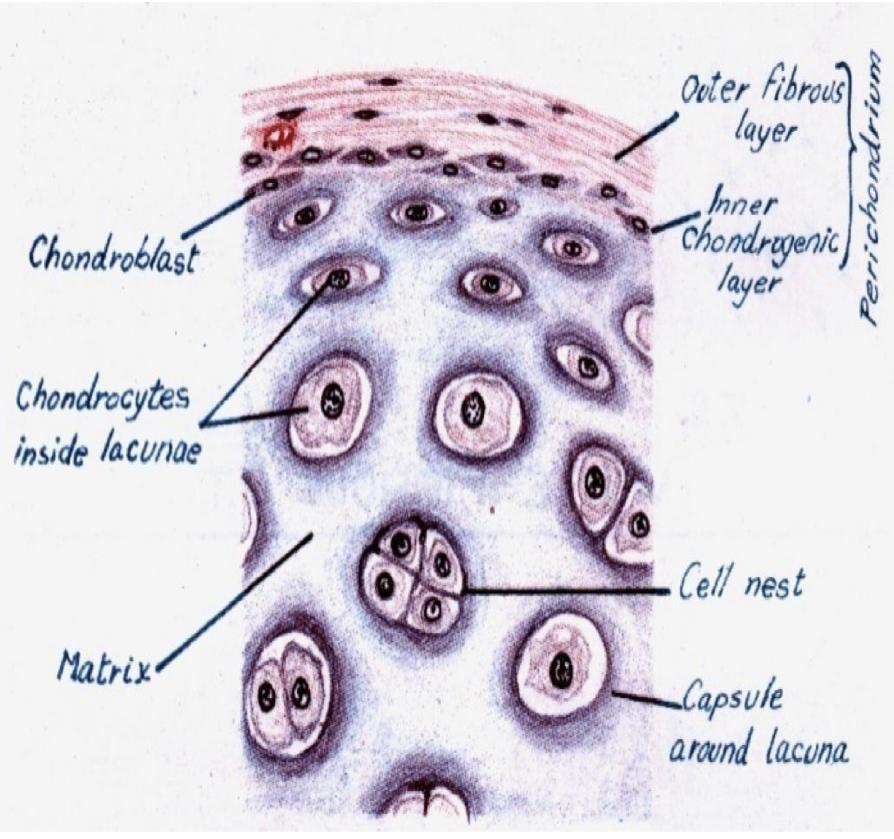 Outer fibrous
layer
Inner
Chondrogenic
layer
Perichondrium
Chondroblast
Chondrocytes
inside lacunae
Matrix
Cell nest
Capsule
around lacuna